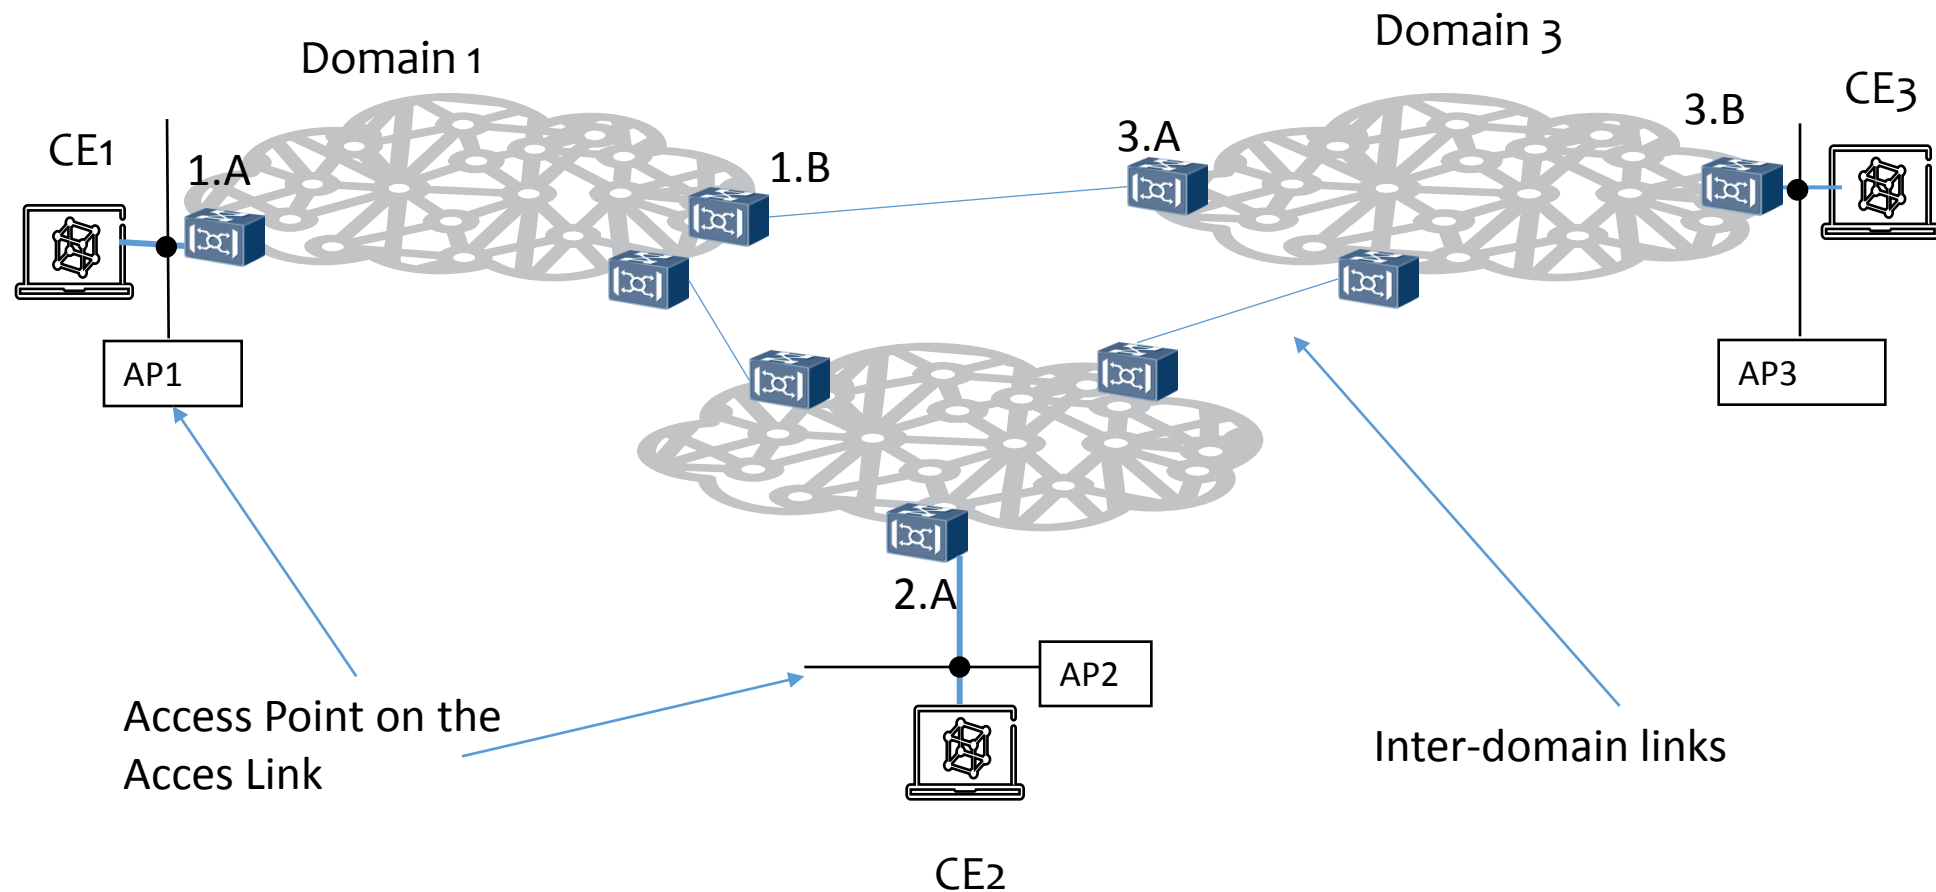 Domain 1
Domain 3
CE1
1.A
1.B
3.A
3.B
CE3
AP1
AP3
2.A
AP2
Access Point on the
Acces Link
Inter-domain links
CE2